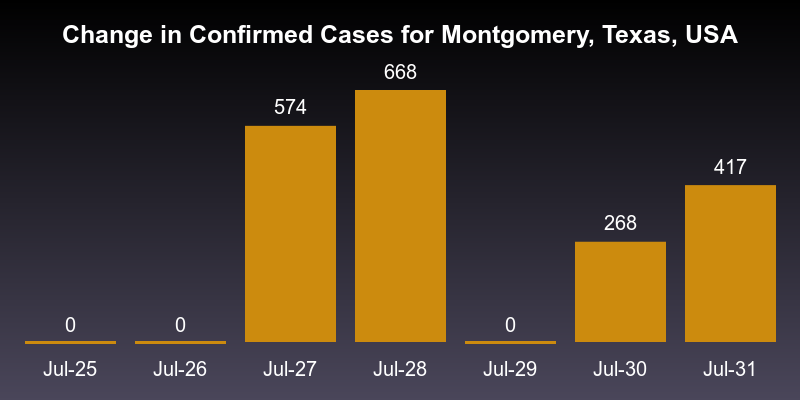 Change in Confirmed Cases for Montgomery, Texas, USA
668
574
417
268
0 0 0
Jul-25 Jul-26 Jul-27 Jul-28 Jul-29 Jul-30 Jul-31